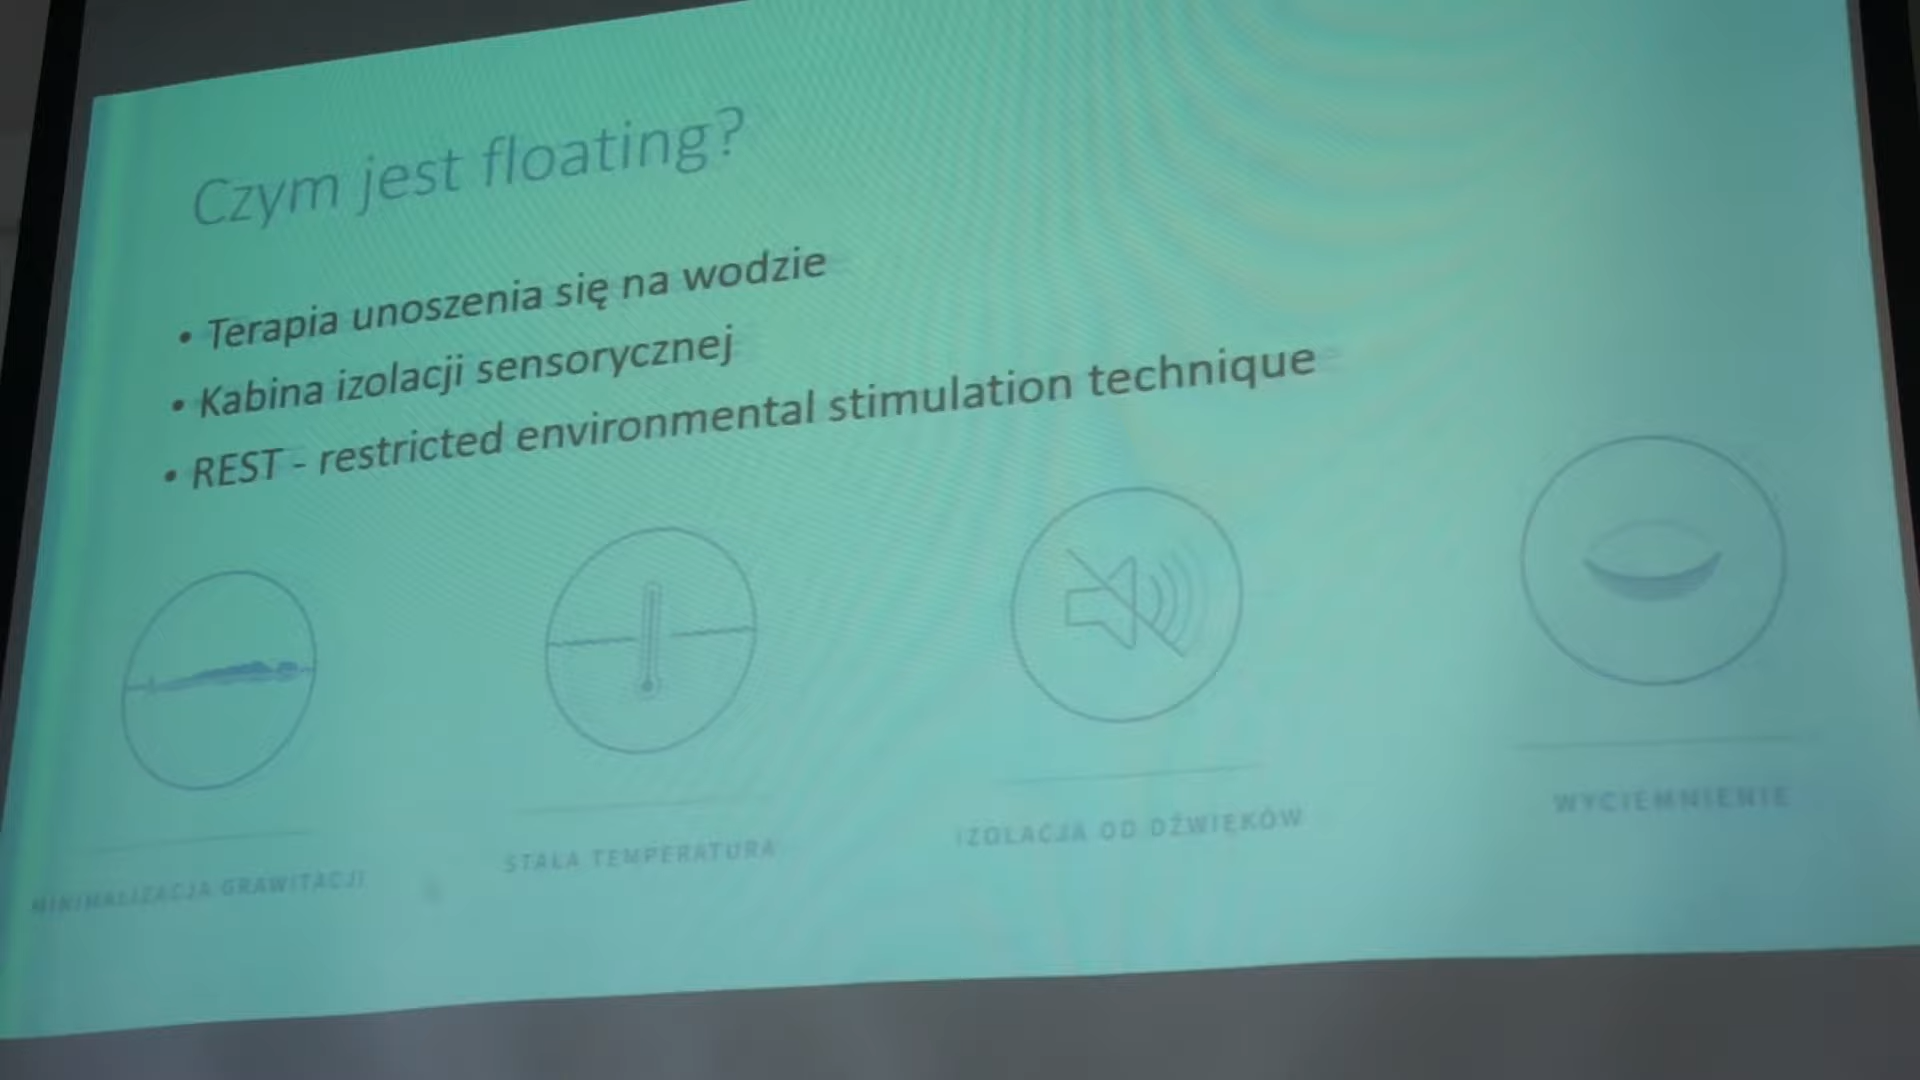 Czym jest floating?
• Terapia unoszenia się na wodzie
• Kabina izolacji sensorycznej
• REST - restricted environmental stimulation technique
MINIMALIZACJA GRAWITACJI
STAŁA TEMPERATURA
IZOLACJA OD DŹWIĘKÓW
WYCIEMNIENIE